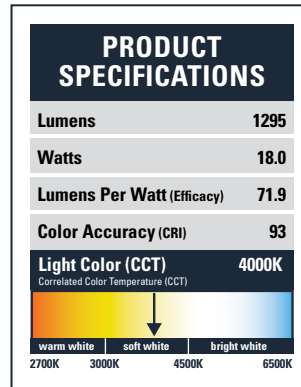 PRODUCT
SPECIFICATIONS
Lumens 1295
Watts 18.0
Lumens Per Watt (Efficacy) 71.9
Color Accuracy (CRI) 93
Light Color (CCT) 4000K
Correlated Color Temperature (CCT)
warm white soft white bright white
2700K 3000K 4500K 6500K